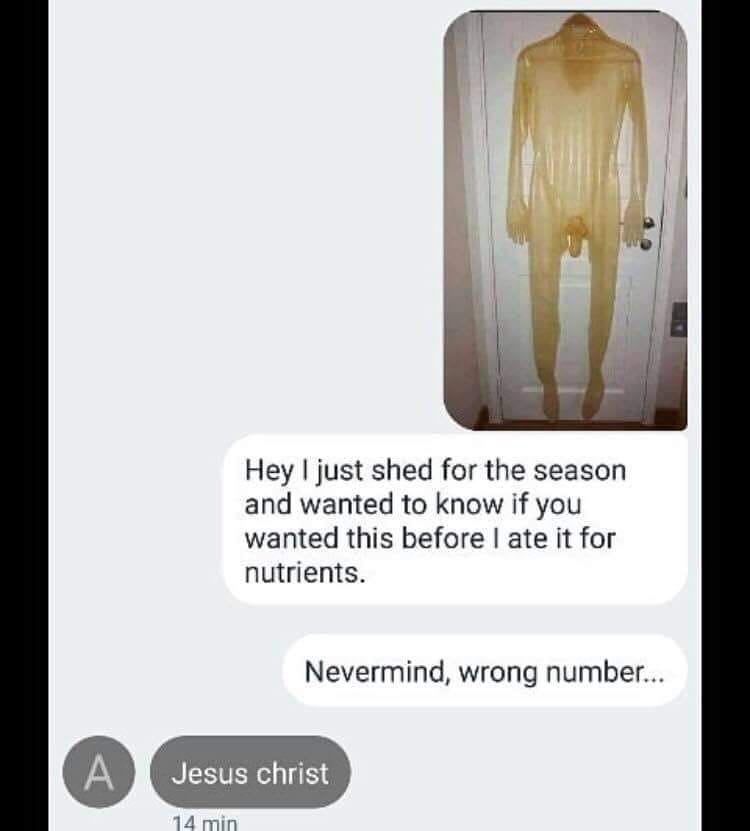 Hey I just shed for the season
and wanted to know if you
wanted this before I ate it for
nutrients.
Nevermind, wrong number...
A
Jesus christ
14 min